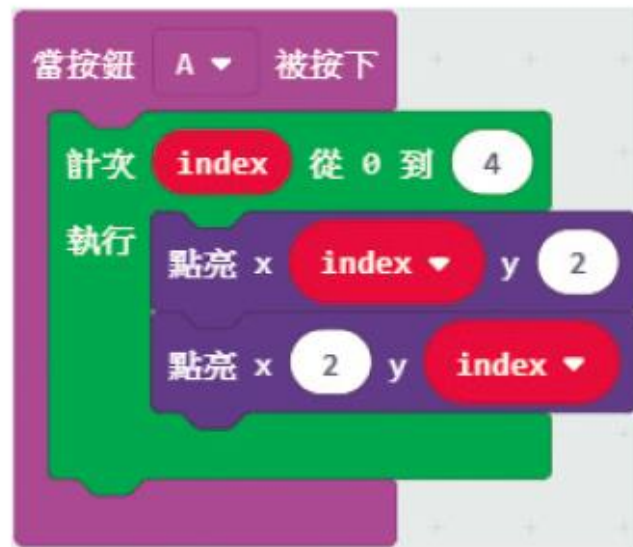 當按鈕 A 被按下
計次 index 從 0 到 4
執行
點亮 x index y 2
點亮 x 2 y index